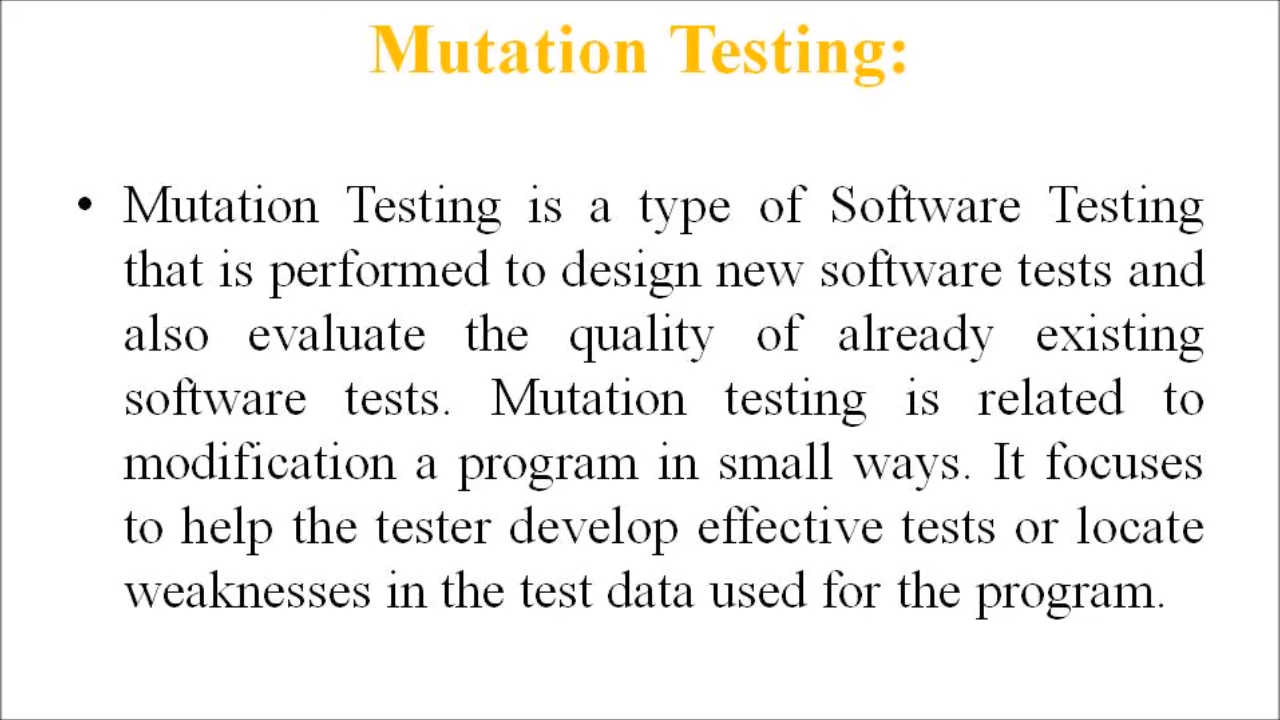 Mutation Testing:
• Mutation Testing is a type of Software Testing
that is performed to design new software tests and
also evaluate the quality of already existing
software tests. Mutation testing is related to
modification a program in small ways. It focuses
to help the tester develop effective tests or locate
weaknesses in the test data used for the program.